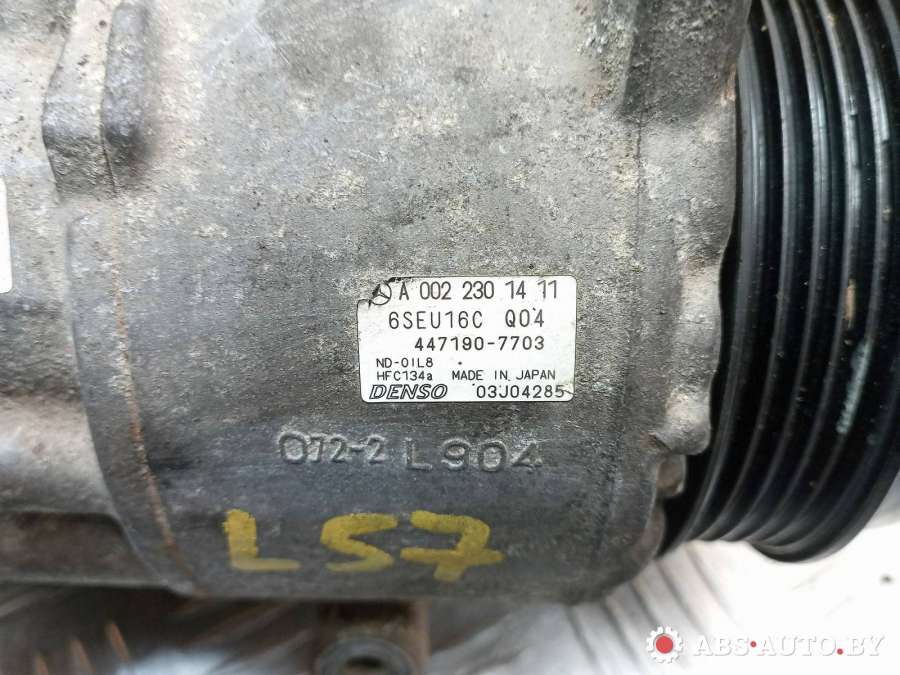 A 002 230 14 11
6SEU16C Q04
447190-7703
ND-OIL8
HFC134a MADE IN JAPAN
DENSO 03J04285
072-2 L904
LS7
ABS-AUTO.BY